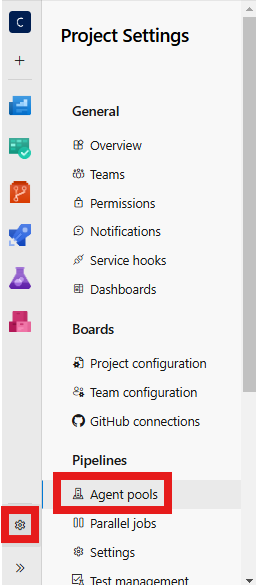 C
Project Settings
General
Overview
Teams
Permissions
Notifications
Service hooks
Dashboards
Boards
Project configuration
Team configuration
GitHub connections
Pipelines
Agent pools
Parallel jobs
Settings
Test management